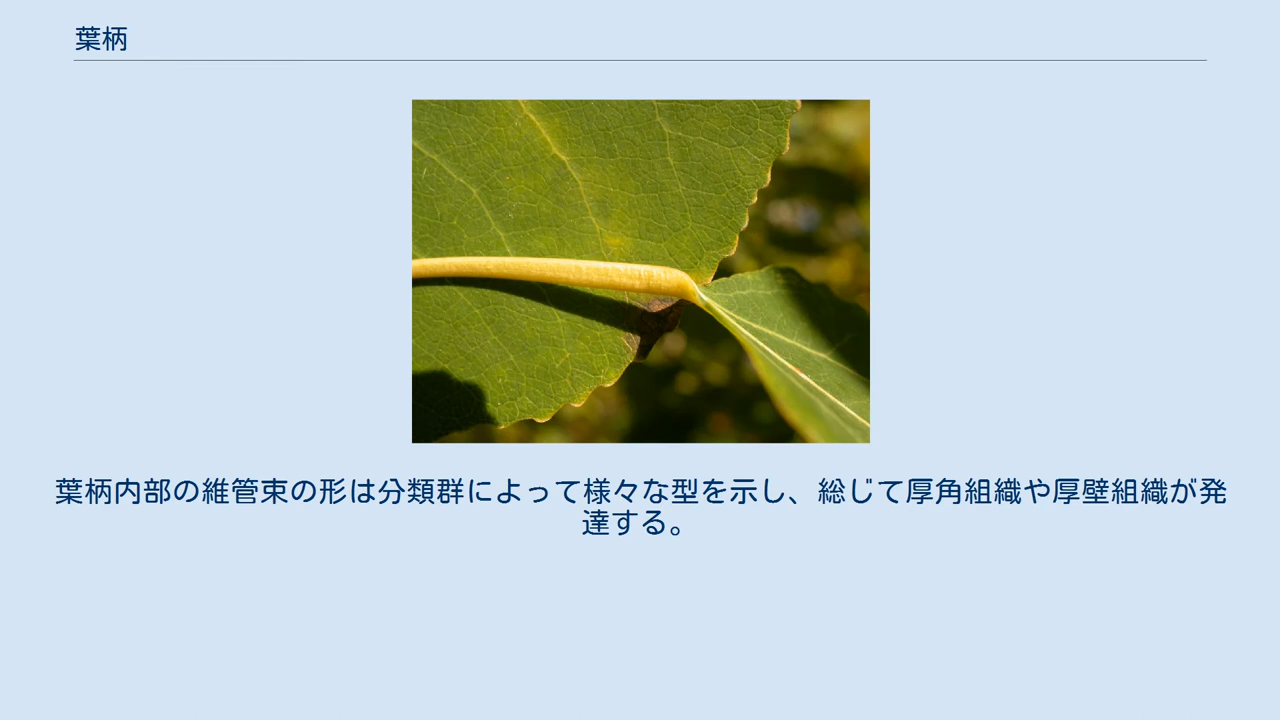 葉柄
葉柄内部の維管束の形は分類群によって様々な型を示し、総じて厚角組織や厚壁組織が発
達する。